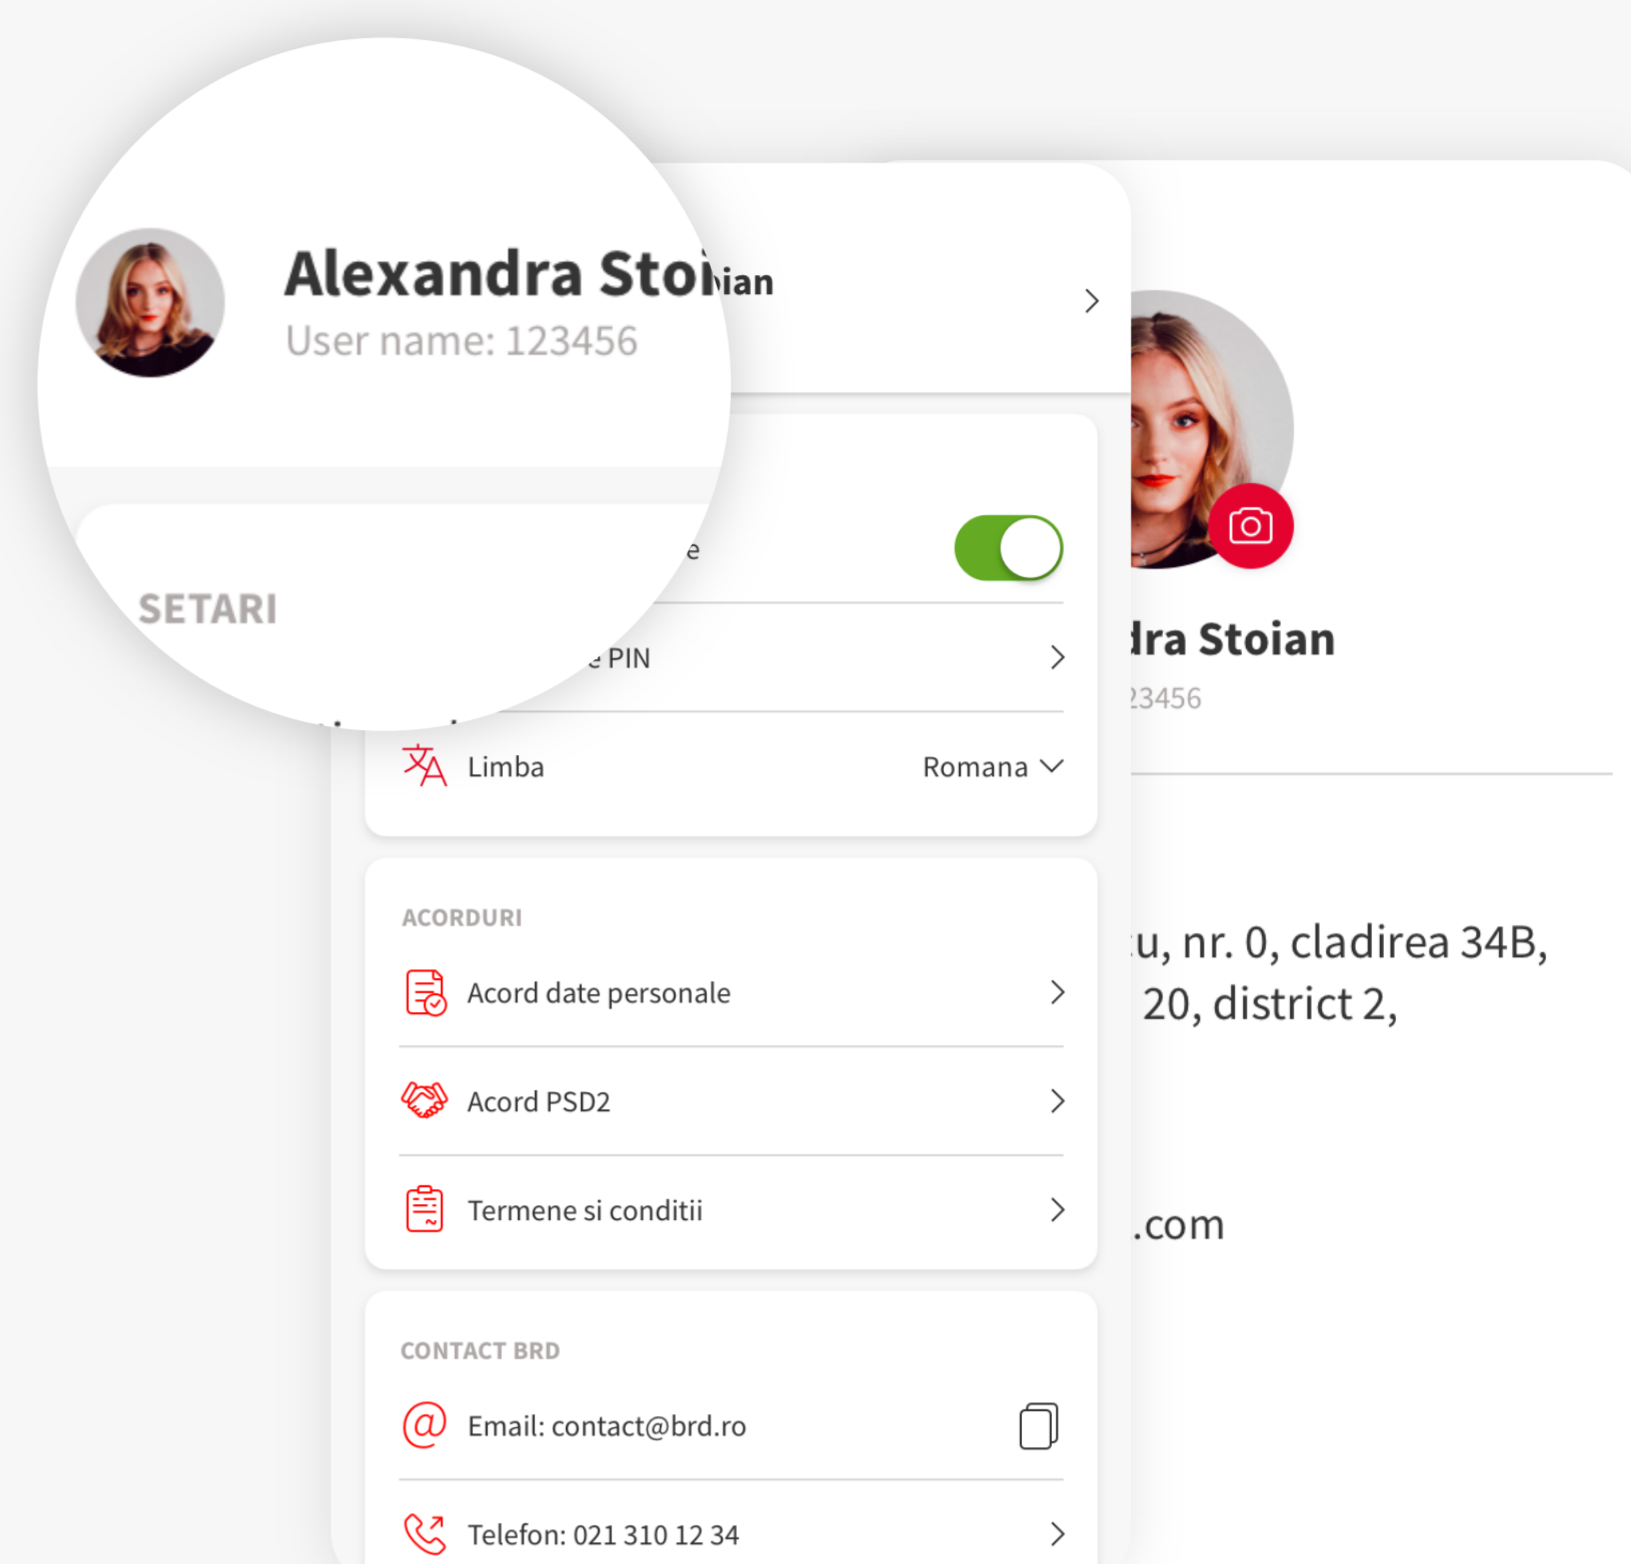 Alexandra Stoi
ian
User name: 123456
SETARI
e
e PIN
Limba
Romana
ACORDURI
Acord date personale
Acord PSD2
Termene si conditii
CONTACT BRD
Email: contact@brd.ro
Telefon: 021 310 12 34
dra Stoian
23456
u, nr. 0, cladirea 34B,
20, district 2,
.com